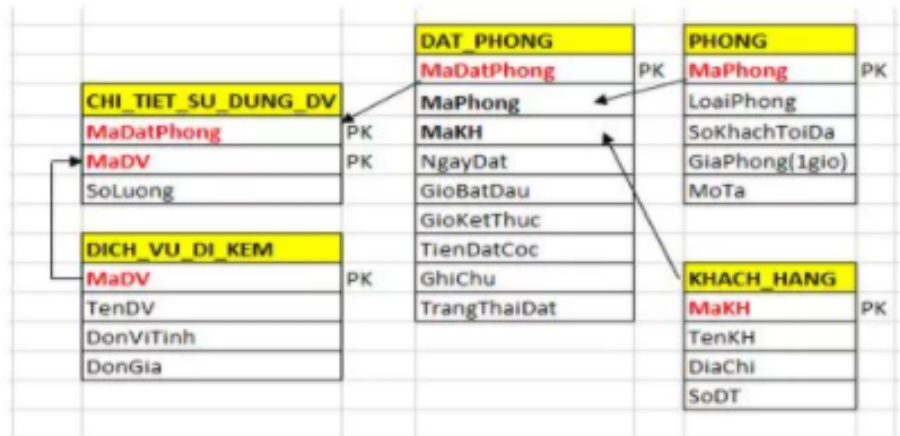 CHI_TIET_SU_DUNG_DV
MaDatPhong PK
MaDV PK
SoLuong
DICH_VU_DI_KEM
MaDV PK
TenDV
DonViTinh
DonGia
DAT_PHONG
MaDatPhong PK
MaPhong
MaKH
NgayDat
GioBatDau
GioKetThuc
TienDatCoc
GhiChu
TrangThaiDat
PHONG
MaPhong PK
LoaiPhong
SoKhachToiDa
GiaPhong(1gio)
MoTa
KHACH_HANG
MaKH PK
TenKH
DiaChi
SoDT